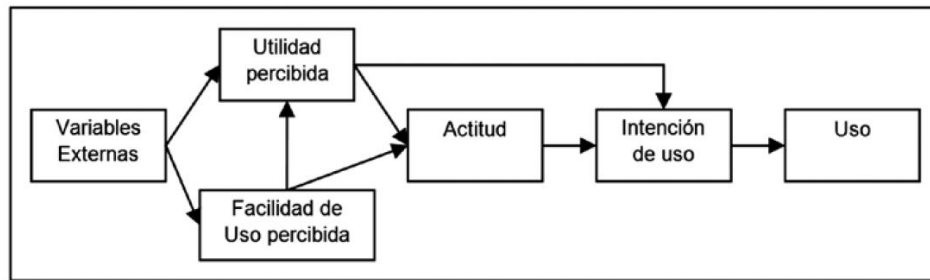 Utilidad
percibida
Variables
Externas
Facilidad de
Uso percibida
Actitud
Intención
de uso
Uso